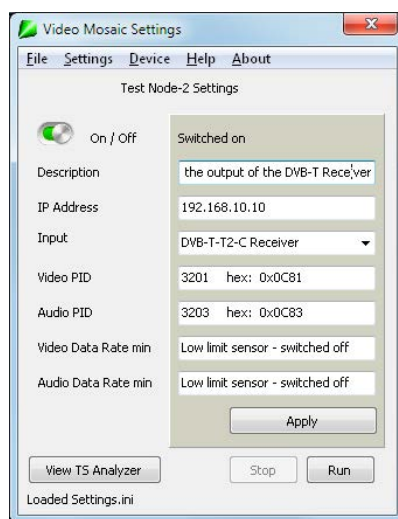 Video Mosaic Settings
File Settings Device Help About
Test Node-2 Settings
On / Off Switched on
Description the output of the DVB-T Receiver
IP Address 192.168.10.10
Input DVB-T-T2-C Receiver
Video PID 3201 hex: 0x0C81
Audio PID 3203 hex: 0x0C83
Video Data Rate min Low limit sensor - switched off
Audio Data Rate min Low limit sensor - switched off
Apply
View TS Analyzer Stop Run
Loaded Settings.ini